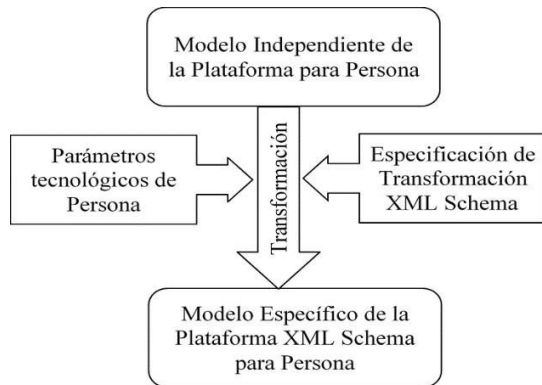 Modelo Independiente de
la Plataforma para Persona
Parámetros
tecnológicos de
Persona
Transformación
Especificación de
Transformación
XML Schema
Modelo Específico de la
Plataforma XML Schema
para Persona